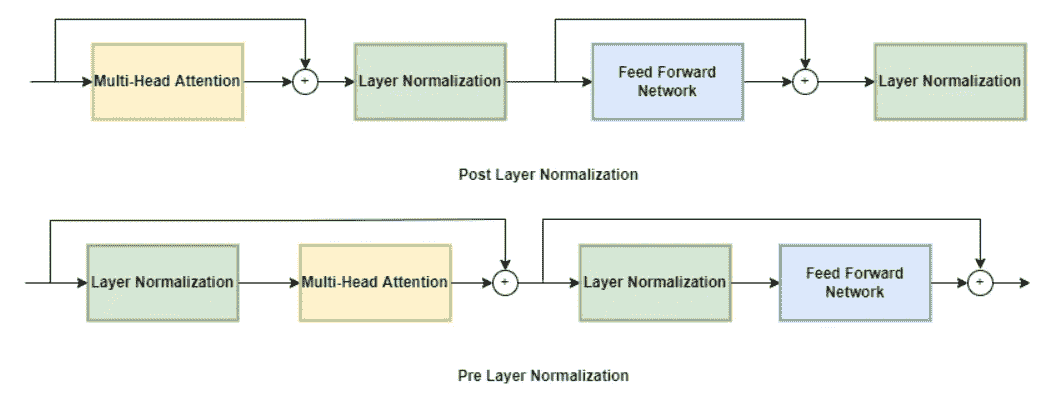 Multi-Head Attention
+
Layer Normalization
Feed Forward
Network
+
Layer Normalization
Post Layer Normalization
Layer Normalization
Multi-Head Attention
+
Layer Normalization
Feed Forward
Network
+
Pre Layer Normalization